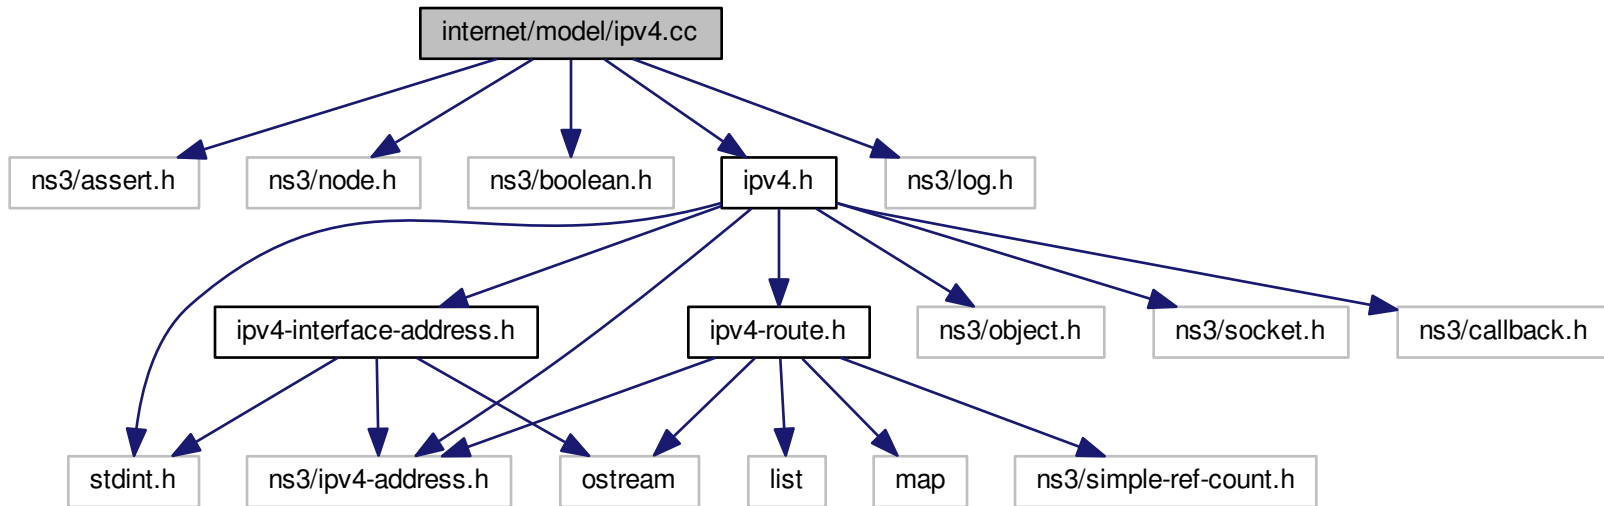 internet/model/ipv4.cc
ns3/assert.h
ns3/node.h
ns3/boolean.h
ipv4.h
ns3/log.h
ipv4-interface-address.h
ipv4-route.h
ns3/object.h
ns3/socket.h
ns3/callback.h
stdint.h
ns3/ipv4-address.h
ostream
list
map
ns3/simple-ref-count.h